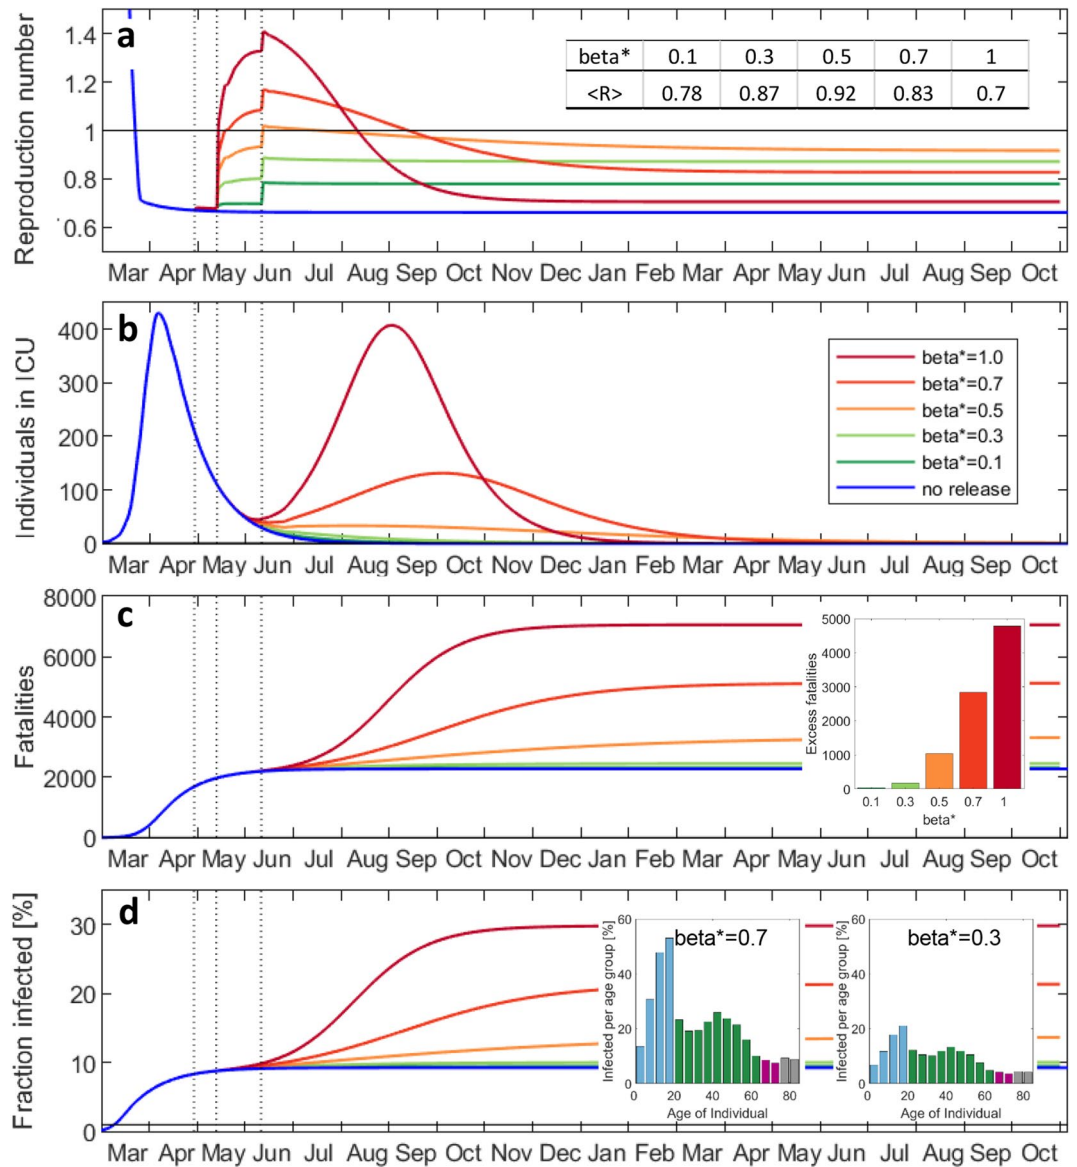 a
Reproduction number
1.4
1.2
1
0.8
0.6
beta* 0.1 0.3 0.5 0.7 1
<R> 0.78 0.87 0.92 0.83 0.7
Mar Apr May Jun Jul Aug Sep Oct Nov Dec Jan Feb Mar Apr May Jun Jul Aug Sep Oct
b
Individuals in ICU
400
300
200
100
0
beta*=1.0
beta*=0.7
beta*=0.5
beta*=0.3
beta*=0.1
no release
Mar Apr May Jun Jul Aug Sep Oct Nov Dec Jan Feb Mar Apr May Jun Jul Aug Sep Oct
c
Fatalities
8000
6000
4000
2000
0
Excess fatalities
5000
4000
3000
2000
1000
0
0.1 0.3 0.5 0.7 1
beta*
Mar Apr May Jun Jul Aug Sep Oct Nov Dec Jan Feb Mar Apr May Jun Jul Aug Sep Oct
d
Fraction infected [%]
30
20
10
0
beta*=0.7
Infected per age group [%]
60
40
20
0
0 20 40 60 80
Age of Individual
beta*=0.3
Infected per age group [%]
60
40
20
0
0 20 40 60 80
Age of Individual
Mar Apr May Jun Jul Aug Sep Oct Nov Dec Jan Feb Mar Apr May Jun Jul Aug Sep Oct